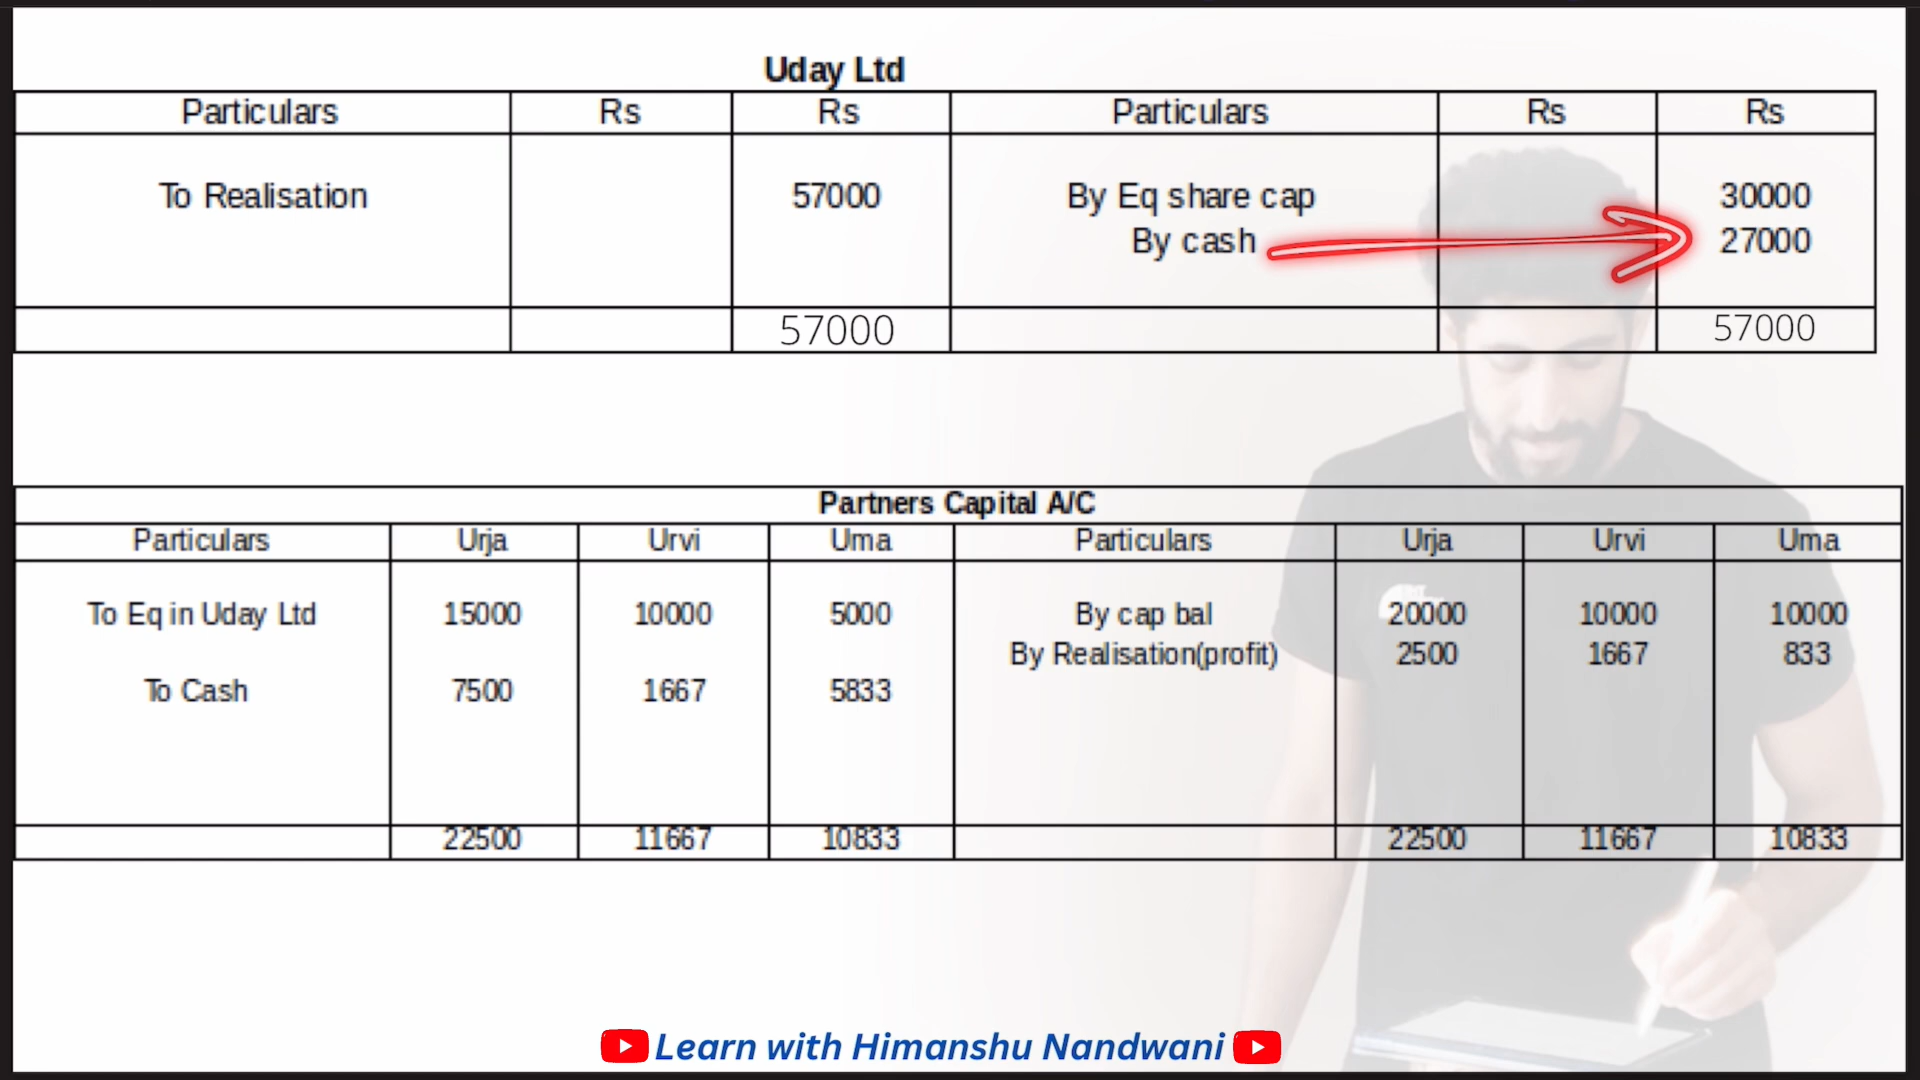 Uday Ltd
Particulars Rs Rs Particulars Rs Rs
To Realisation 57000 By Eq share cap 30000
By cash 27000
57000 57000
Partners Capital A/C
Particulars Urja Urvi Uma Particulars Urja Urvi Uma
To Eq in Uday Ltd 15000 10000 5000 By cap bal 20000 10000 10000
By Realisation(profit) 2500 1667 833
To Cash 7500 1667 5833
22500 11667 10833 22500 11667 10833
Learn with Himanshu Nandwani